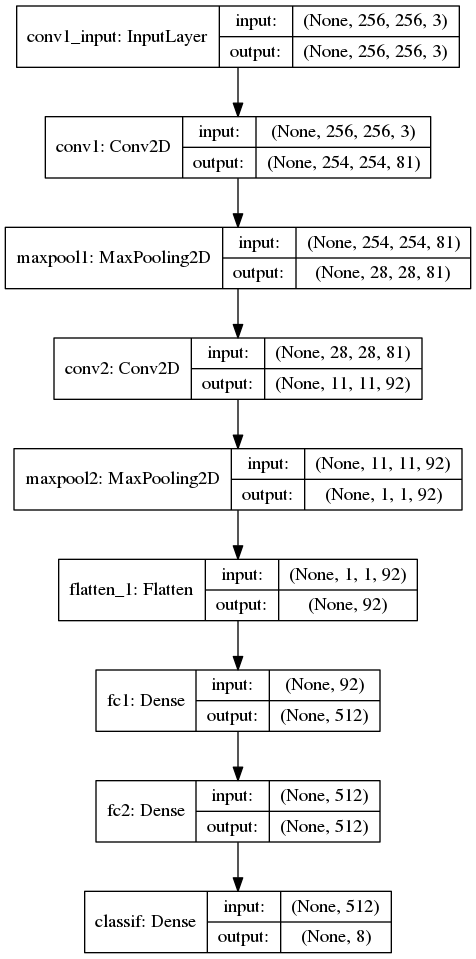 conv1_input: InputLayer
input: (None, 256, 256, 3)
output: (None, 256, 256, 3)
conv1: Conv2D
input: (None, 256, 256, 3)
output: (None, 254, 254, 81)
maxpool1: MaxPooling2D
input: (None, 254, 254, 81)
output: (None, 28, 28, 81)
conv2: Conv2D
input: (None, 28, 28, 81)
output: (None, 11, 11, 92)
maxpool2: MaxPooling2D
input: (None, 11, 11, 92)
output: (None, 1, 1, 92)
flatten_1: Flatten
input: (None, 1, 1, 92)
output: (None, 92)
fc1: Dense
input: (None, 92)
output: (None, 512)
fc2: Dense
input: (None, 512)
output: (None, 512)
classif: Dense
input: (None, 512)
output: (None, 8)